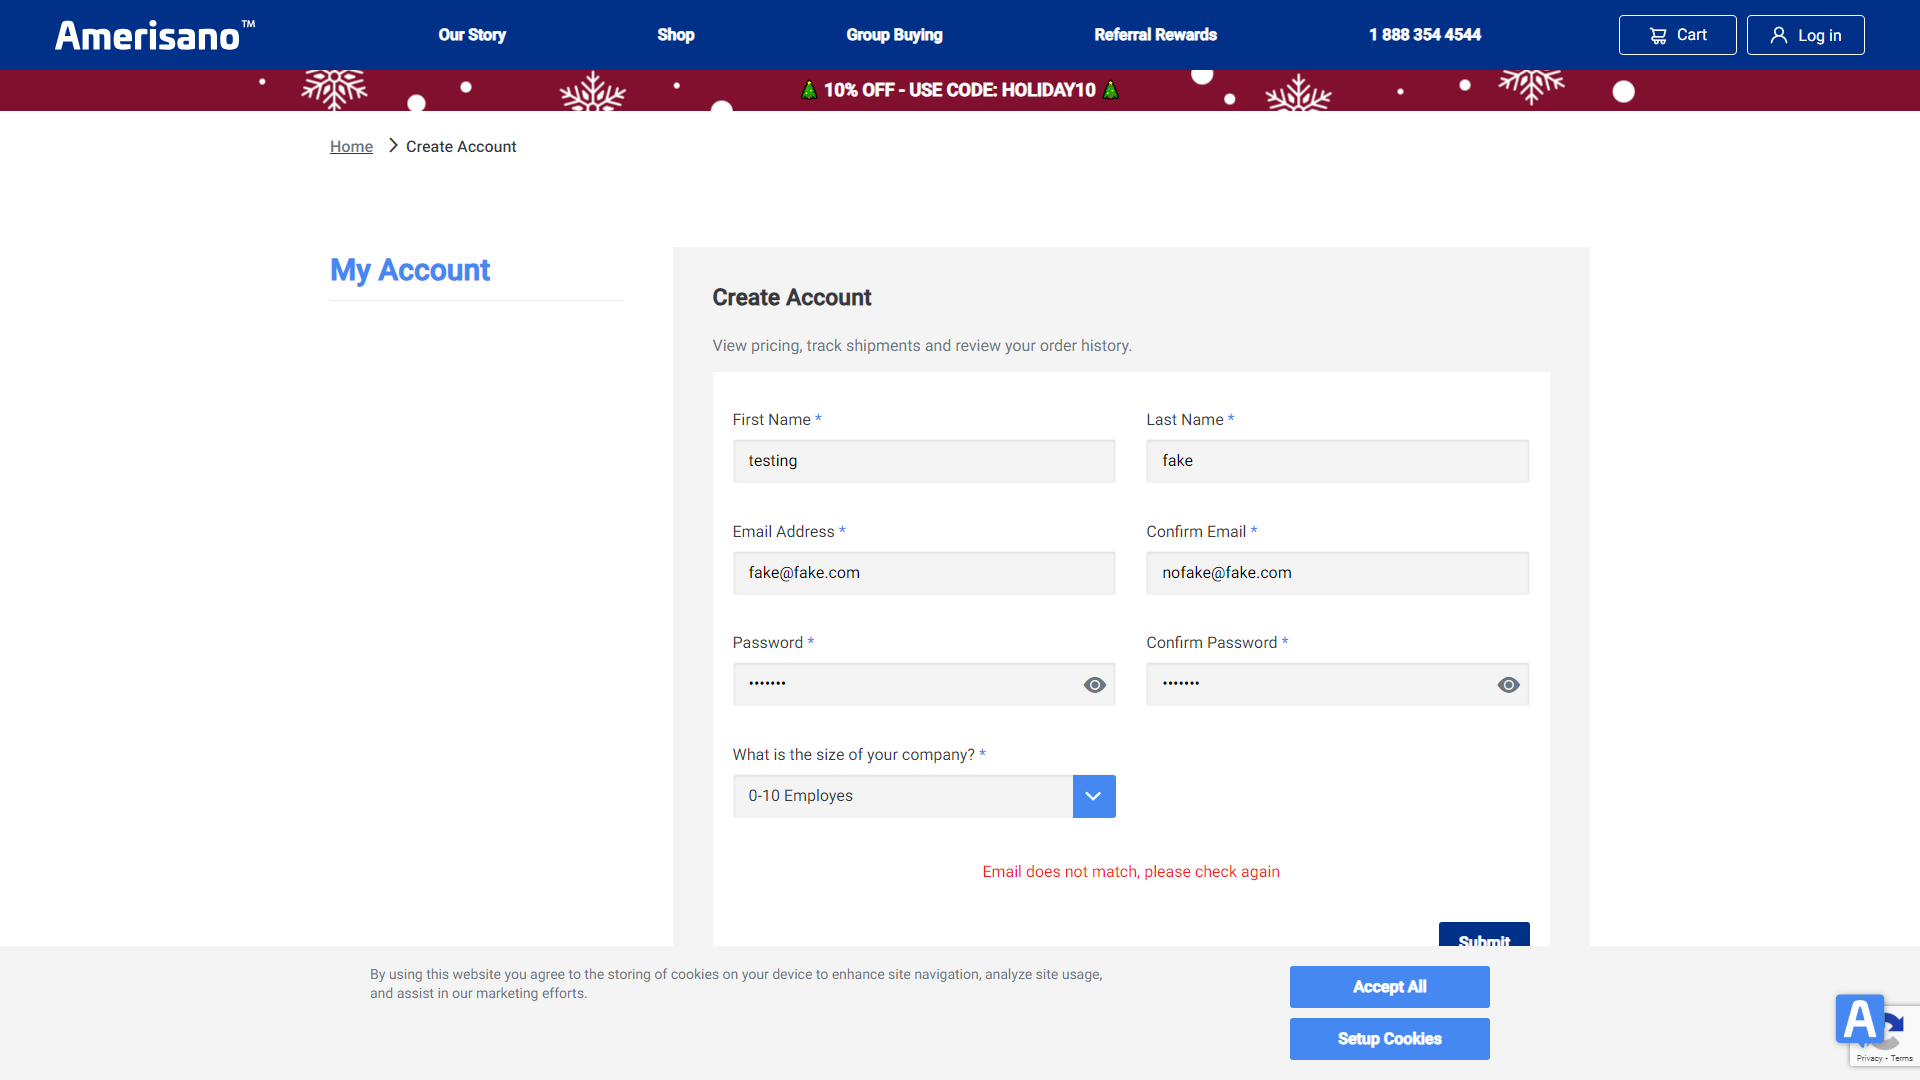 Amerisano™
Our Story
Shop
Group Buying
Referral Rewards
1 888 354 4544
Cart
Log in
10% OFF - USE CODE: HOLIDAY10
Home
Create Account
My Account
Create Account
View pricing, track shipments and review your order history.
First Name *
Last Name *
testing
fake
Email Address *
Confirm Email *
fake@fake.com
nofake@fake.com
Password *
Confirm Password *
•••••••
•••••••
What is the size of your company? *
0-10 Employes
Email does not match, please check again
Submit
By using this website you agree to the storing of cookies on your device to enhance site navigation, analyze site usage,
and assist in our marketing efforts.
Accept All
Setup Cookies
A
Privacy - Terms